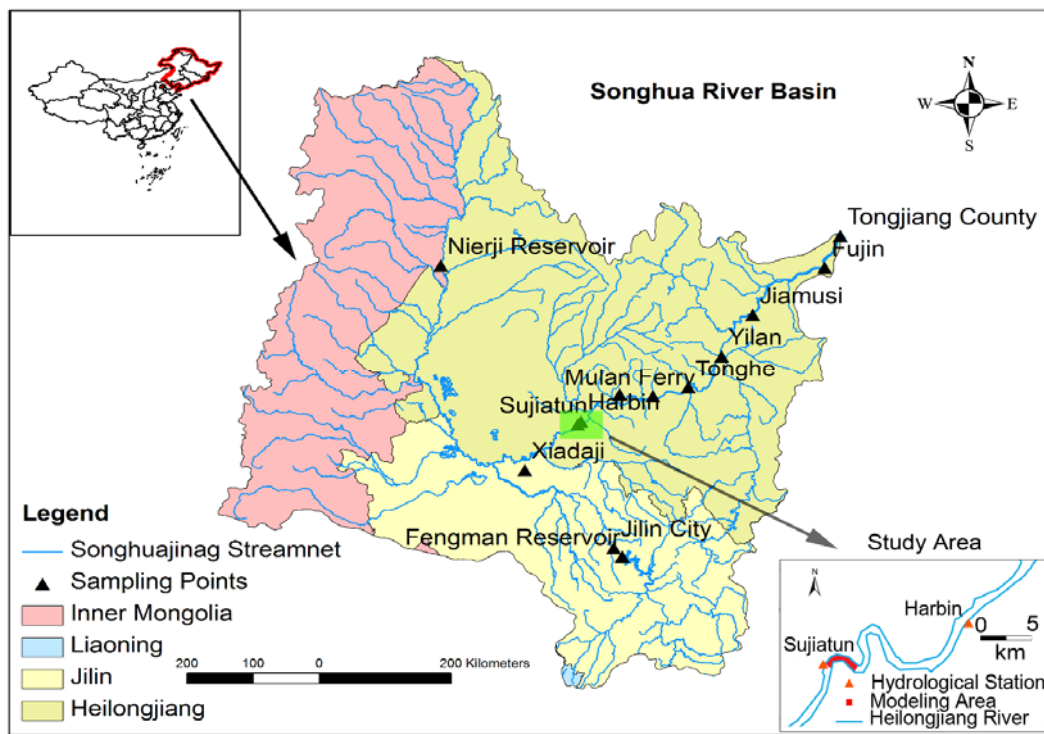 Songhua River Basin
N
W
E
S
Tongjiang County
Fujin
Nierji Reservoir
Jiamusi
Yilan
Tonghe
Mulan Ferry
Sujiatun
Harbin
Xiadaji
Fengman Reservoir
Jilin City
Legend
Songhuajinag Streamnet
Sampling Points
Inner Mongolia
Liaoning
Jilin
Heilongjiang
200 100 0 200 Kilometers
Study Area
N
Harbin
0 5
km
Sujiatun
Hydrological Station
Modeling Area
Heilongjiang River